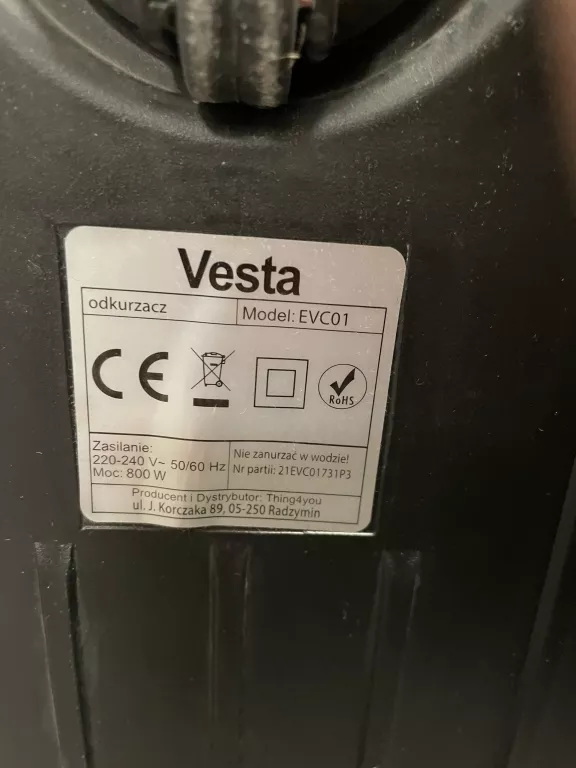 Vesta
odkurzacz
Model: EVC01
CE
RoHS
Zasilanie:
220-240 V~ 50/60 Hz
Moc: 800 W
Nie zanurzać w wodzie!
Nr partii: 21EVC01731P3
Producent i Dystrybutor: Thing4you
ul. J. Korczaka 89, 05-250 Radzymin